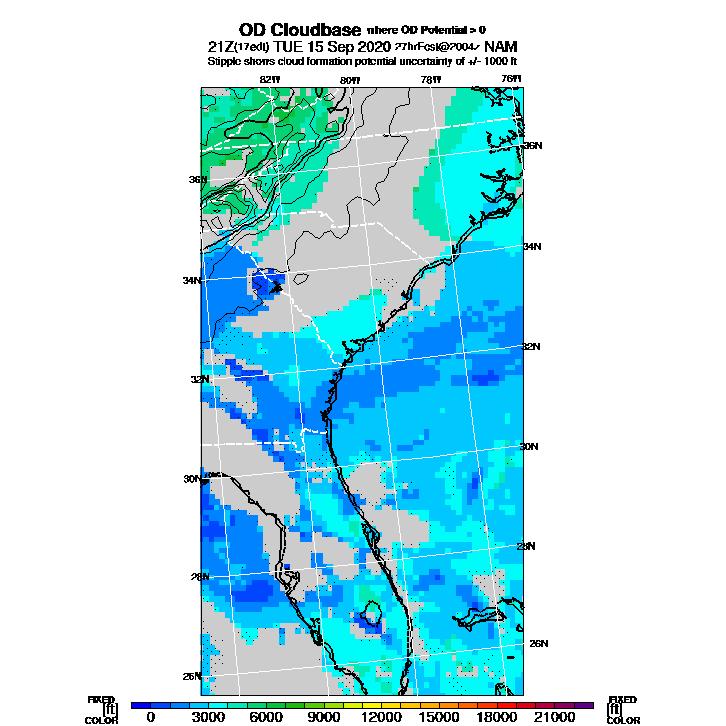 OD Cloudbase where OD Potential > 0
21Z(17edt) TUE 15 Sep 2020 27hrFcst@2004z NAM
Stipple shows cloud formation potential uncertainty of +/- 1000 ft
82W 80W 78W 76W
36N
36N
34N
34N
32N
32N
30N
30N
28N
28N
26N
26N
FIXED [ft] COLOR
0 3000 6000 9000 12000 15000 18000 21000
FIXED [ft] COLOR